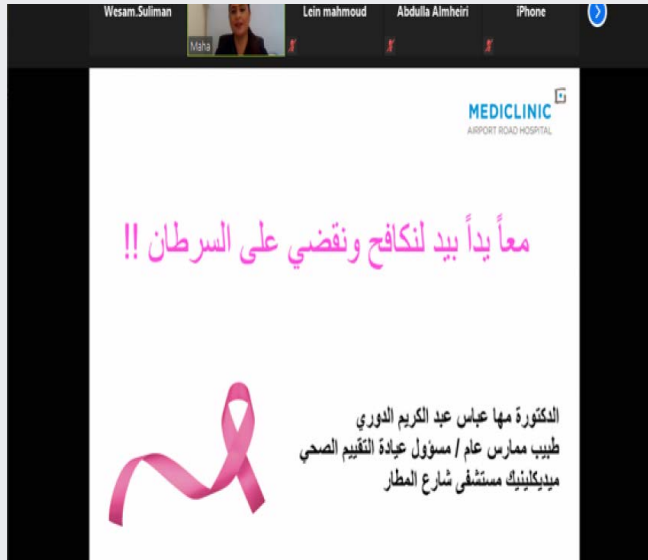 Wesam.Suliman
Maha
Lein mahmoud
Abdulla Almheiri
iPhone
MEDICLINIC
AIRPORT ROAD HOSPITAL
معاً يداً بيد لنكافح ونقضي على السرطان !!
الدكتورة مها عباس عبد الكريم الدوري
طبيب ممارس عام / مسؤول عيادة التقييم الصحي
ميديكلينيك مستشفى شارع المطار